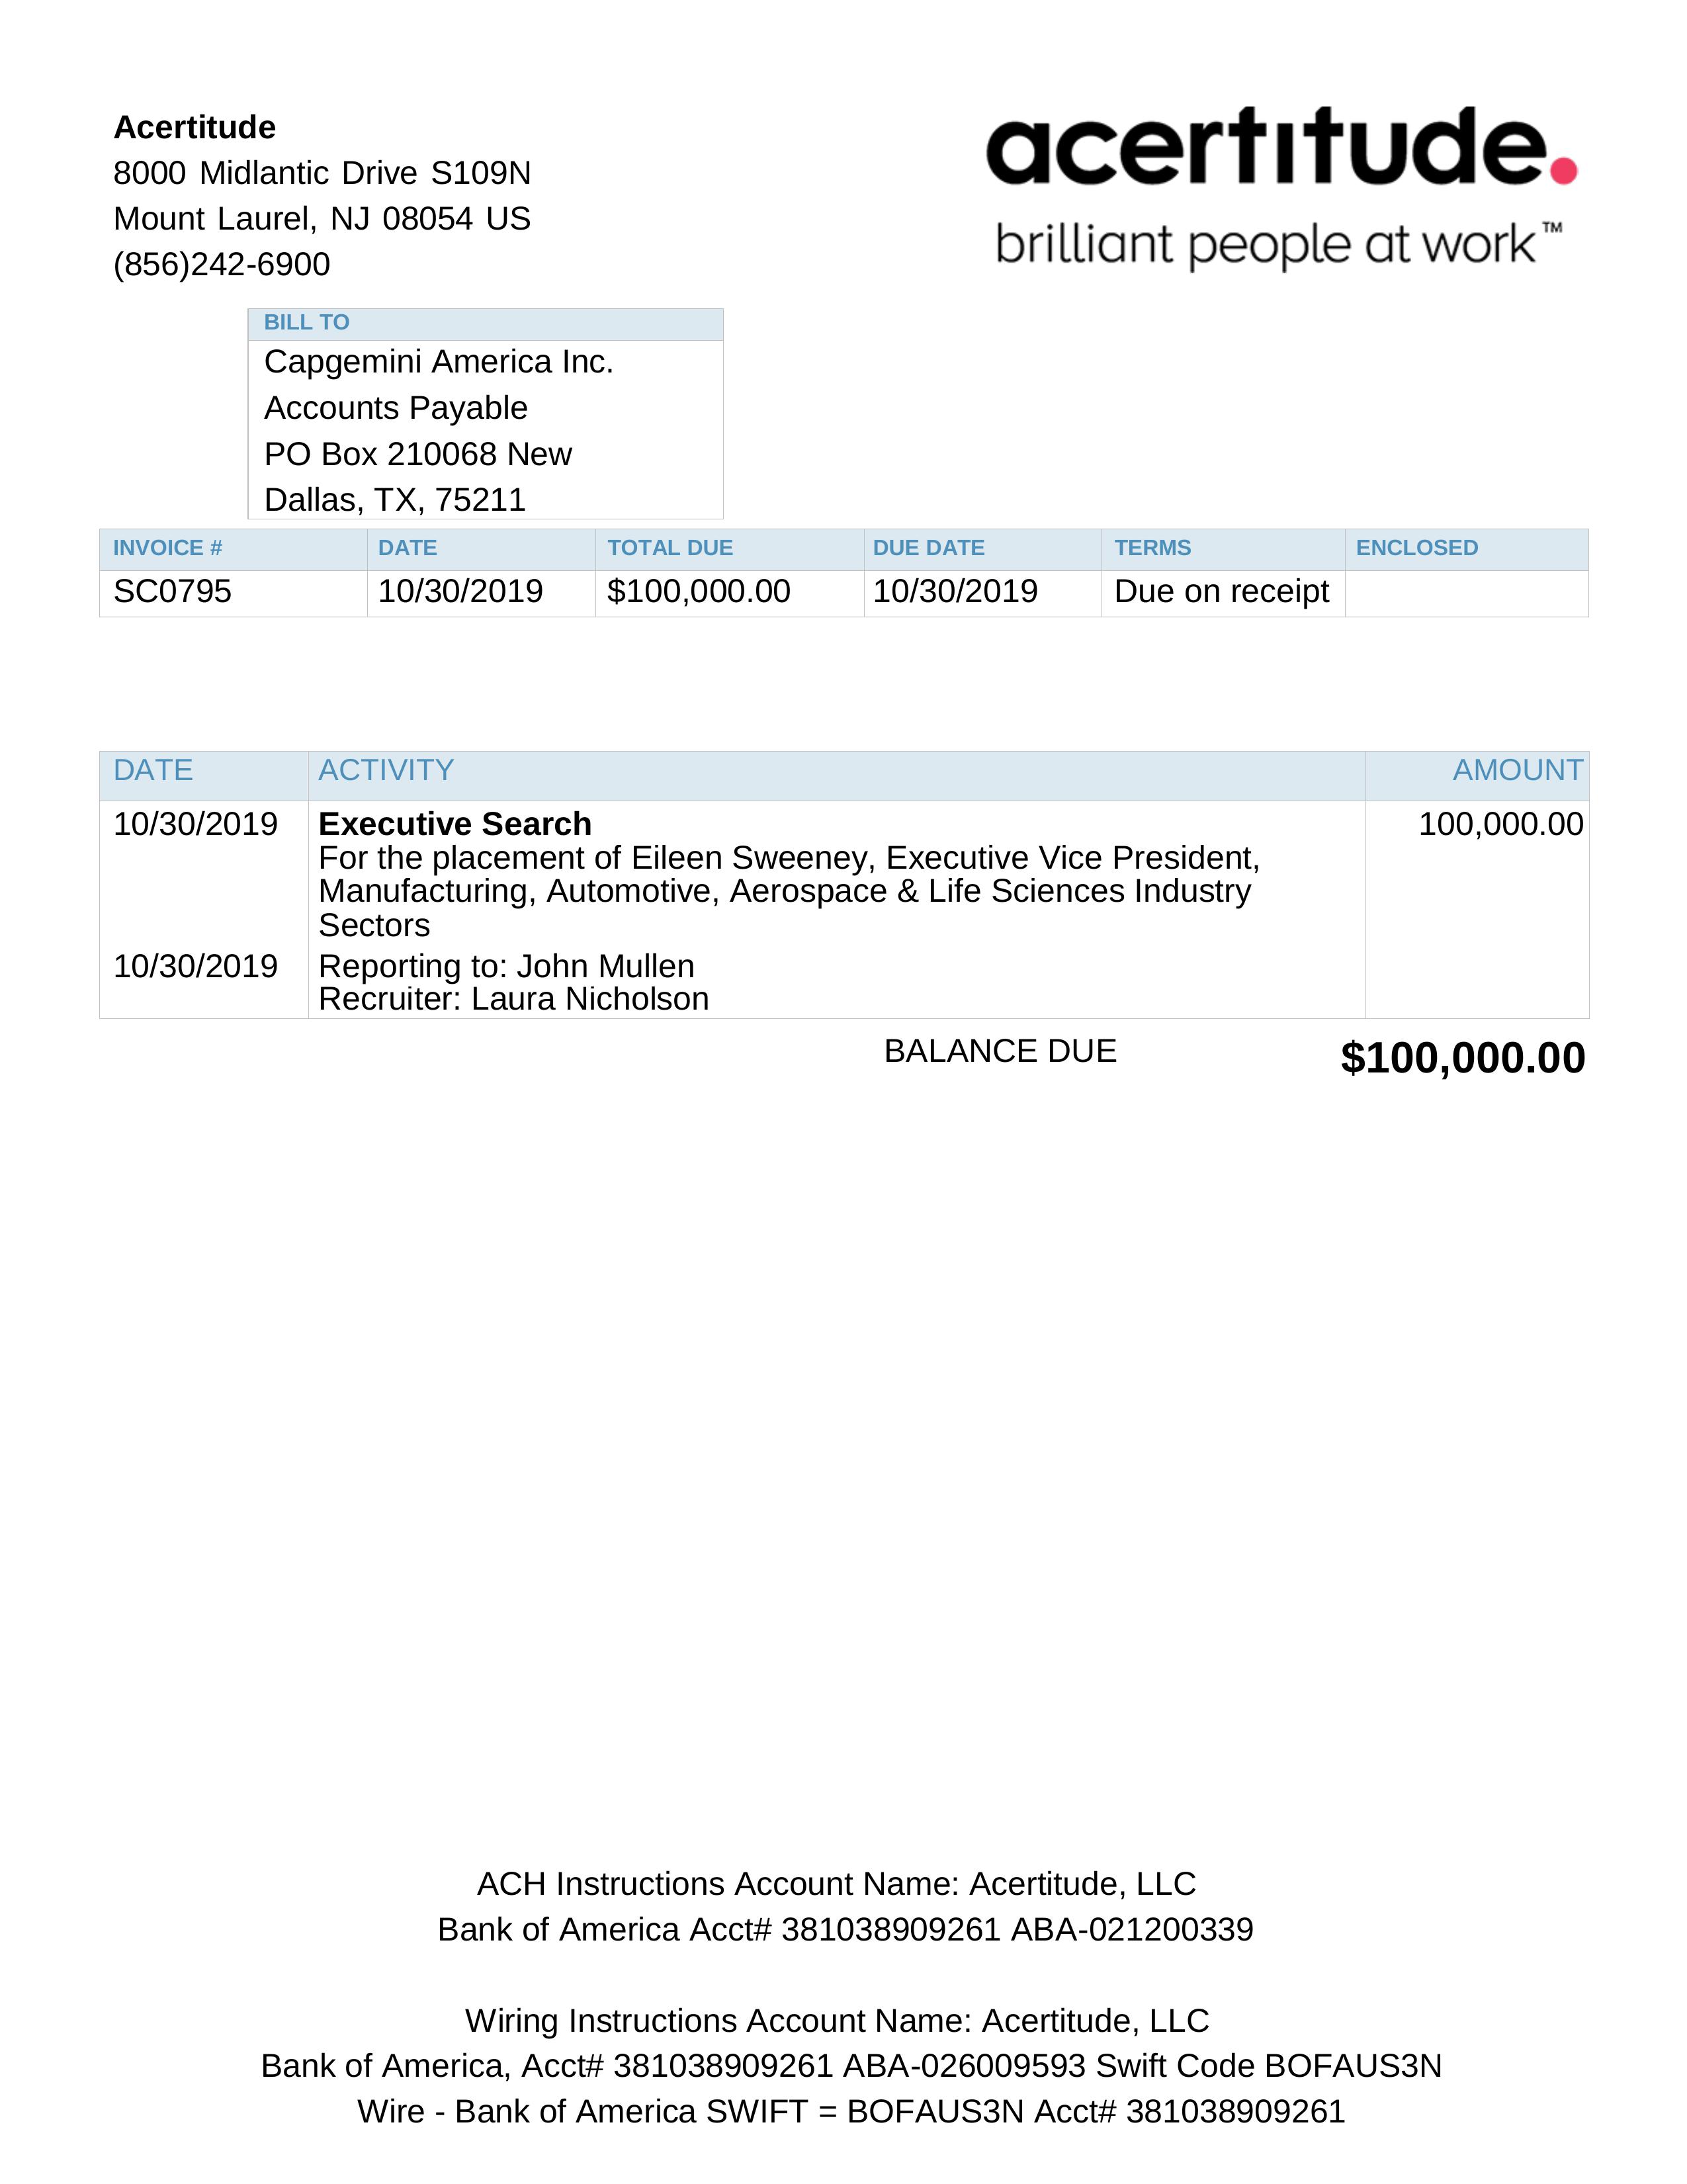 Acertitude
8000 Midlantic Drive S109N
Mount Laurel, NJ 08054 US
(856)242-6900
acertitude.
brilliant people at work™
BILL TO
Capgemini America Inc.
Accounts Payable
PO Box 210068 New
Dallas, TX, 75211
INVOICE # DATE TOTAL DUE DUE DATE TERMS ENCLOSED
SC0795 10/30/2019 $100,000.00 10/30/2019 Due on receipt
DATE ACTIVITY AMOUNT
10/30/2019 Executive Search 100,000.00
For the placement of Eileen Sweeney, Executive Vice President,
Manufacturing, Automotive, Aerospace & Life Sciences Industry
Sectors
10/30/2019 Reporting to: John Mullen
Recruiter: Laura Nicholson
BALANCE DUE $100,000.00
ACH Instructions Account Name: Acertitude, LLC
Bank of America Acct# 381038909261 ABA-021200339
Wiring Instructions Account Name: Acertitude, LLC
Bank of America, Acct# 381038909261 ABA-026009593 Swift Code BOFAUS3N
Wire - Bank of America SWIFT = BOFAUS3N Acct# 381038909261